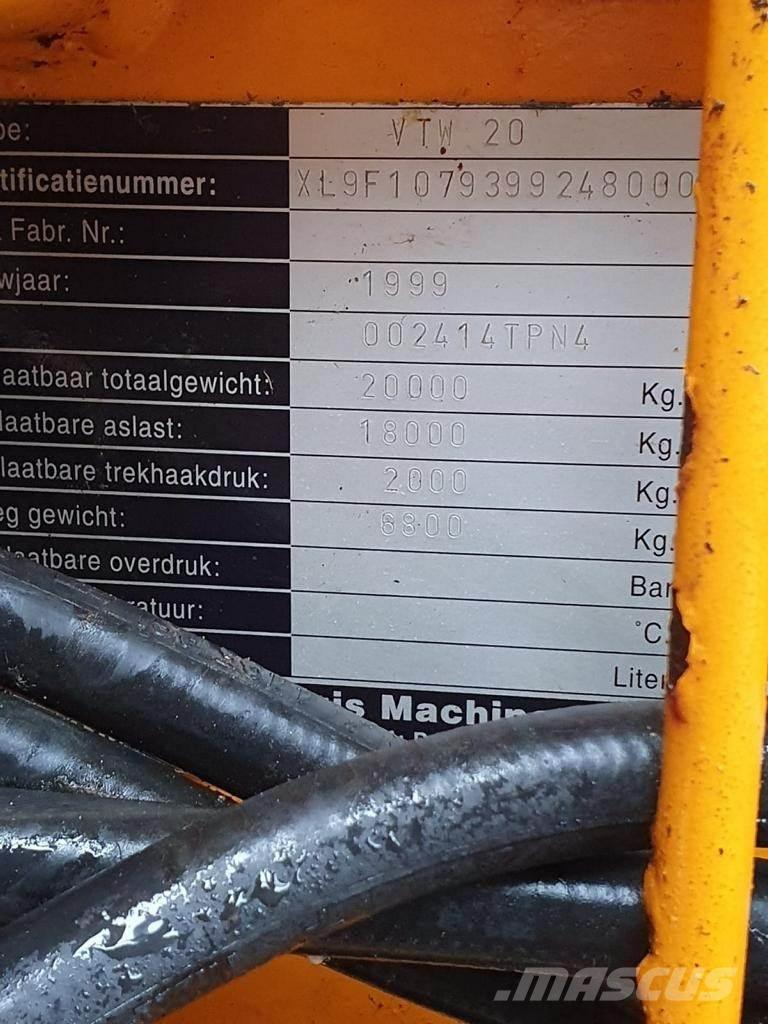 pe: VTW 20
tificatienummer: XL9F1079399248000
Fabr. Nr.:
wjaar: 1999
002414TPN4
aatbaar totaalgewicht: 20000 Kg.
laatbare aslast: 18000 Kg.
laatbare trekhaakdruk: 2000 Kg.
eg gewicht: 6800 Kg.
laatbare overdruk: Bar
ratuur: °C.
Liter
gis Machin
MASCUS